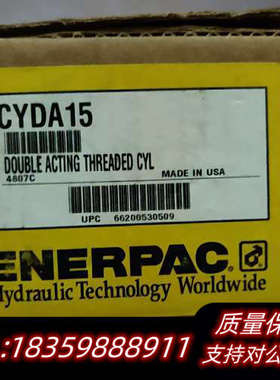 CYDA15
DOUBLE ACTING THREADED CYL
4807C
MADE IN USA
UPC 66200530509
ENERPAC
Hydraulic Technology Worldwide
质量保
:18359888911
支持对公